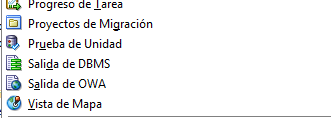 Progreso de Tarea
Proyectos de Migración
Prueba de Unidad
Salida de DBMS
Salida de OWA
Vista de Mapa